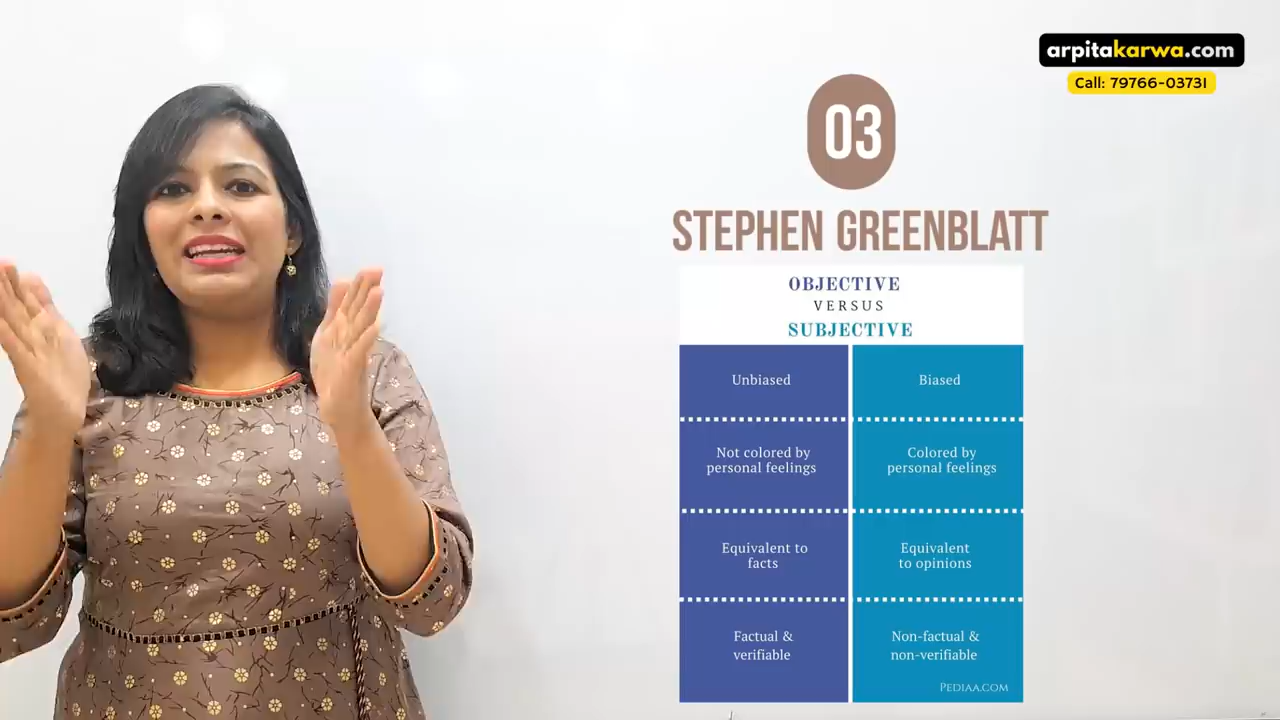 arpitakarwa.com
Call: 79766-03731
03
STEPHEN GREENBLATT
OBJECTIVE
VERSUS
SUBJECTIVE
Unbiased
Biased
Not colored by
personal feelings
Colored by
personal feelings
Equivalent to
facts
Equivalent
to opinions
Factual &
verifiable
Non-factual &
non-verifiable
PEDIAA.COM